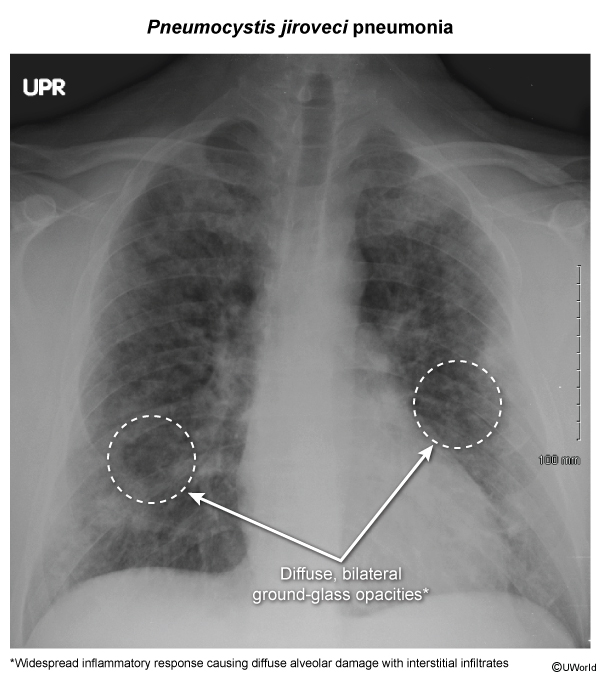 Pneumocystis jiroveci pneumonia
UPR
100 mm
Diffuse, bilateral
ground-glass opacities*
*Widespread inflammatory response causing diffuse alveolar damage with interstitial infiltrates
©UWorld